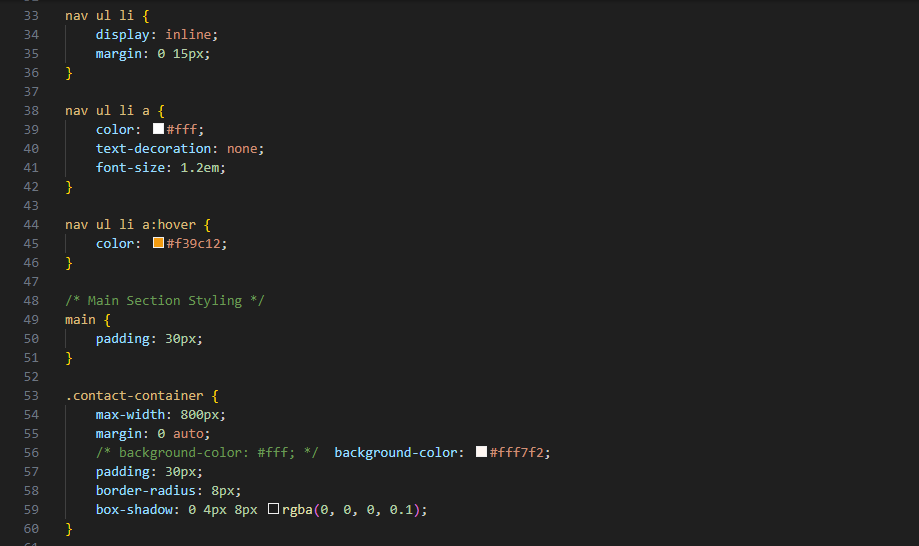 33 nav ul li {
34     display: inline;
35     margin: 0 15px;
36 }
37
38 nav ul li a {
39     color: #fff;
40     text-decoration: none;
41     font-size: 1.2em;
42 }
43
44 nav ul li a:hover {
45     color: #f39c12;
46 }
47
48 /* Main Section Styling */
49 main {
50     padding: 30px;
51 }
52
53 .contact-container {
54     max-width: 800px;
55     margin: 0 auto;
56     /* background-color: #fff; */  background-color: #fff7f2;
57     padding: 30px;
58     border-radius: 8px;
59     box-shadow: 0 4px 8px rgba(0, 0, 0, 0.1);
60 }